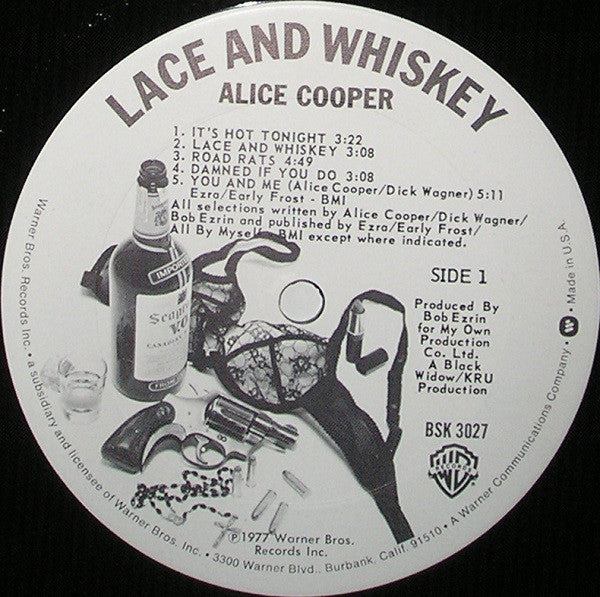 LACE AND WHISKEY
ALICE COOPER
1. IT'S HOT TONIGHT 3:22
2. LACE AND WHISKEY 3:08
3. ROAD RATS 4:49
4. DAMNED IF YOU DO 3:08
5. YOU AND ME (Alice Cooper/Dick Wagner) 5:11
Ezra/Early Frost - BMI
All selections written by Alice Cooper/Dick Wagner/
Bob Ezrin and published by Ezra/Early Frost/
All By Myself - BMI except where indicated.
SIDE 1
Produced By
Bob Ezrin
for My Own
Production
Co. Ltd.
A Black
Widow/KRU
Production
BSK 3027
IMPORTED
Seagram's
V.O.
CANADIAN
FROM
WB
RECORDS
℗1977 Warner Bros.
Records Inc.
Warner Bros. Records Inc. • a subsidiary and licensee of Warner Bros. Inc. • 3300 Warner Blvd., Burbank, Calif. 91510 • A Warner Communications Company • W • Made in U.S.A.